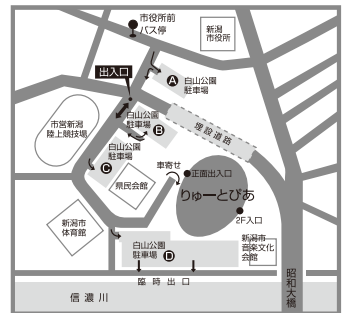 市役所前
バス停
新潟
市役所
出入口
A
白山公園
駐車場
埋設道路
白山公園
駐車場
B
市営新潟
陸上競技場
白山公園
駐車場
C
車寄せ
正面出入口
県民会館
りゅーとぴあ
2F入口
新潟市
体育館
白山公園
駐車場
D
新潟市
音楽文化
会館
臨時出口
昭和大橋
信濃川